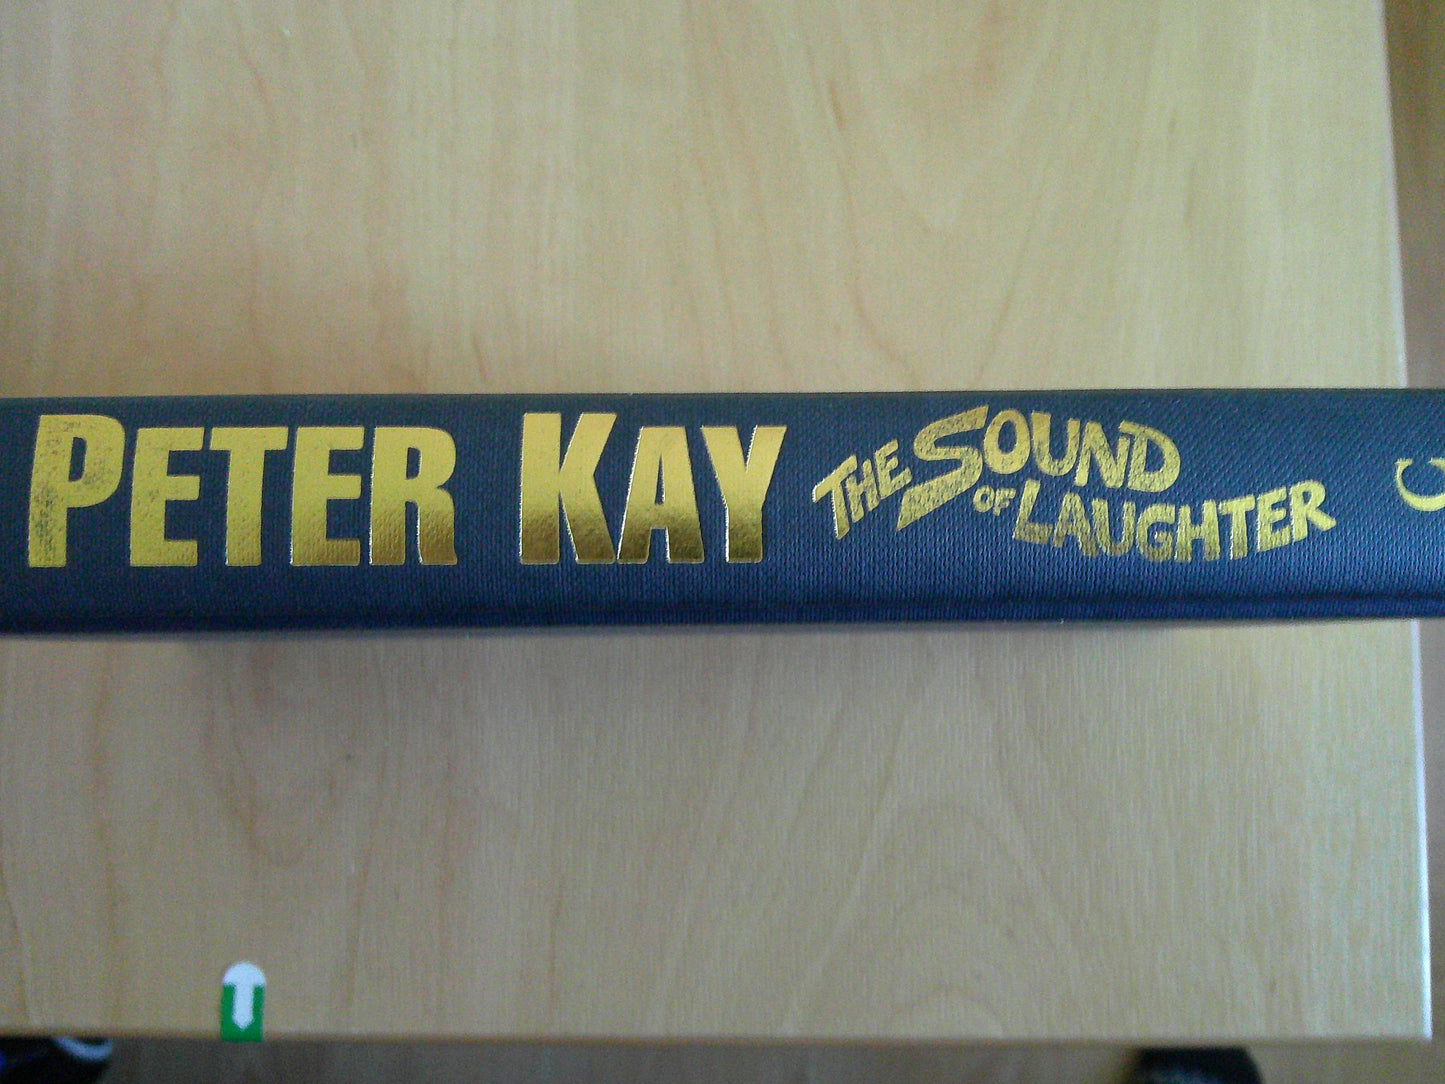 PETER KAY THE SOUND OF LAUGHTER